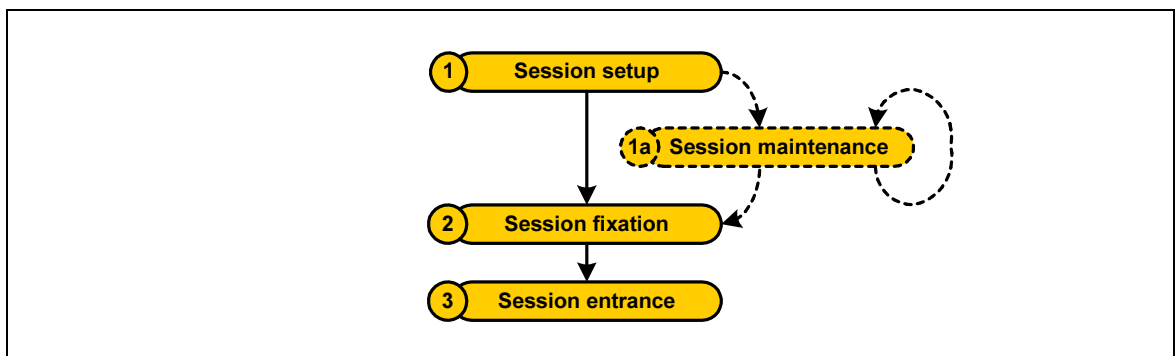 1 Session setup
1a Session maintenance
2 Session fixation
3 Session entrance